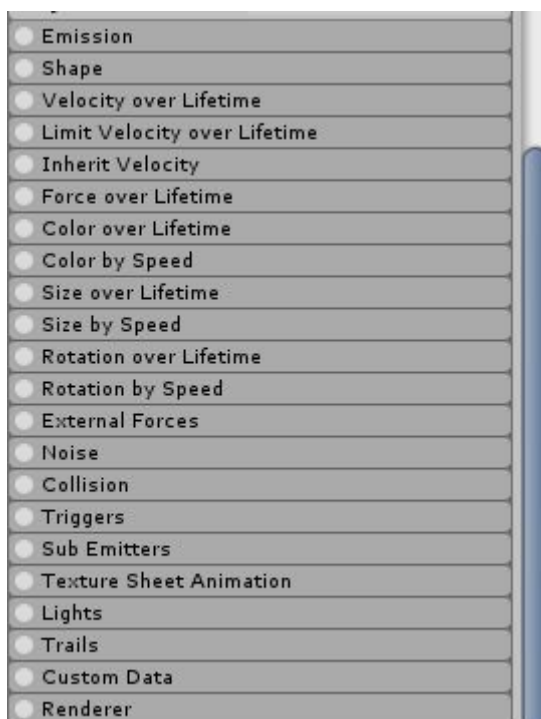 Emission
Shape
Velocity over Lifetime
Limit Velocity over Lifetime
Inherit Velocity
Force over Lifetime
Color over Lifetime
Color by Speed
Size over Lifetime
Size by Speed
Rotation over Lifetime
Rotation by Speed
External Forces
Noise
Collision
Triggers
Sub Emitters
Texture Sheet Animation
Lights
Trails
Custom Data
Renderer